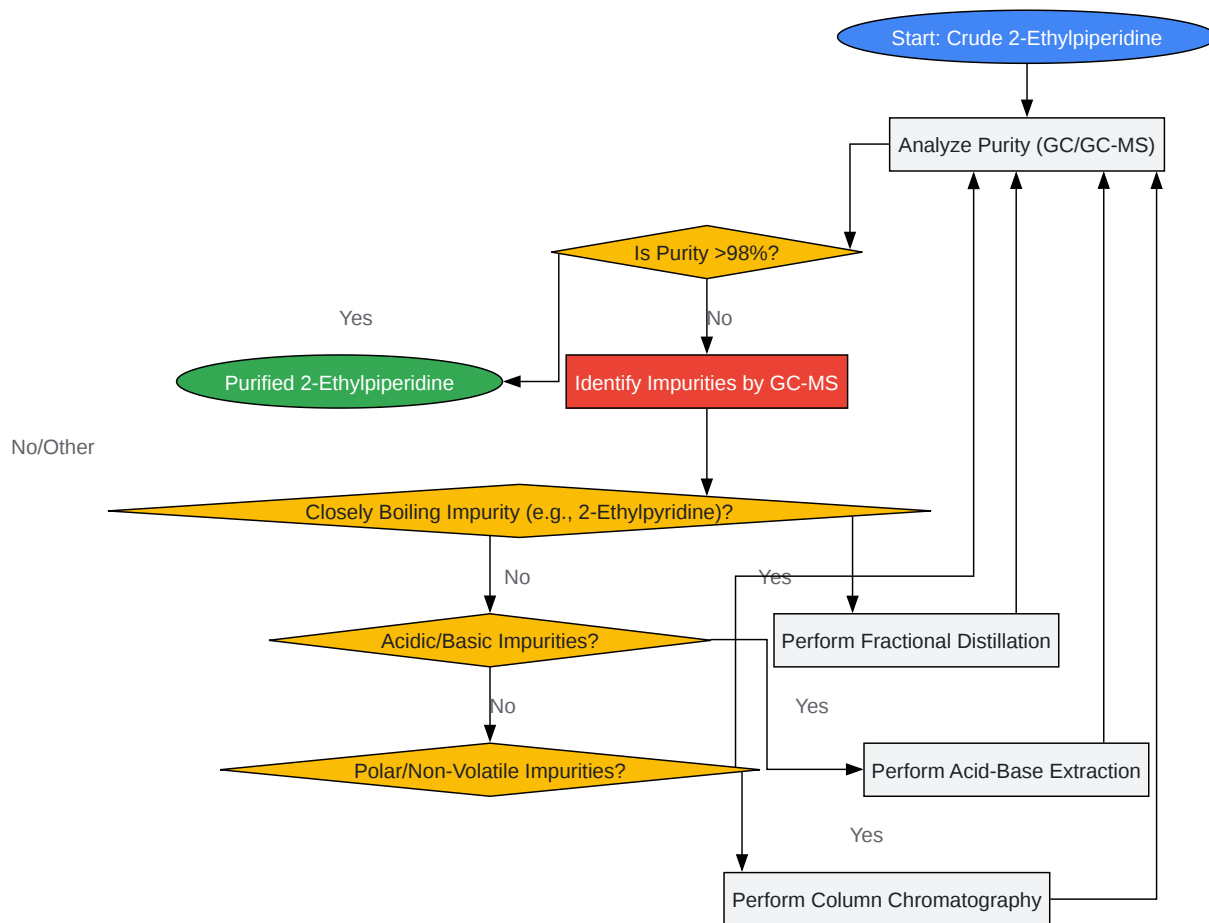 Start: Crude 2-Ethylpiperidine
Analyze Purity (GC/GC-MS)
Is Purity >98%?
Yes
No
Purified 2-Ethylpiperidine
Identify Impurities by GC-MS
No/Other
Closely Boiling Impurity (e.g., 2-Ethylpyridine)?
No
Yes
Acidic/Basic Impurities?
Perform Fractional Distillation
No
Yes
Polar/Non-Volatile Impurities?
Perform Acid-Base Extraction
Yes
Perform Column Chromatography